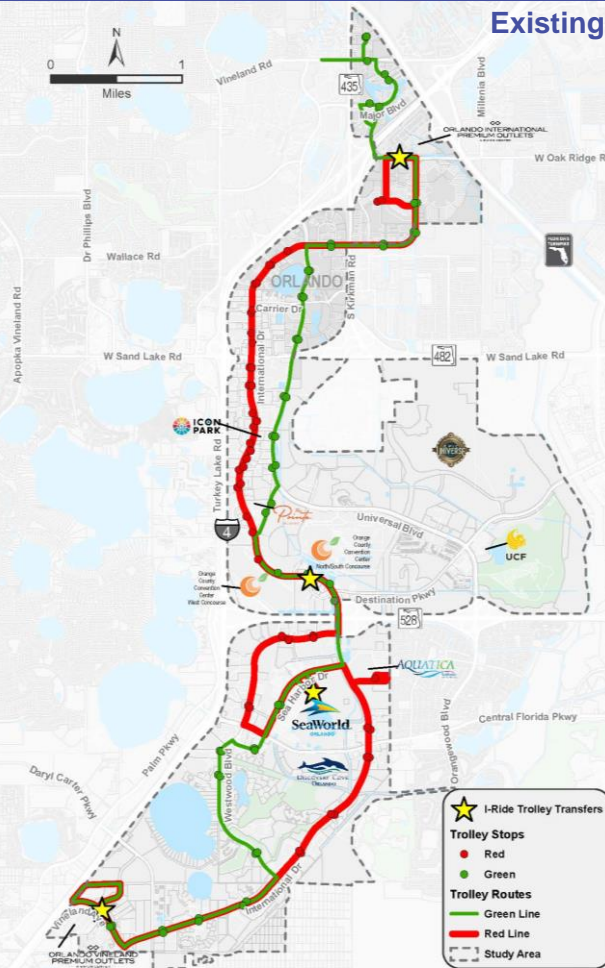 Existing
N
0 1
Miles
Vineland Rd
435
Major Blvd
Millenia Blvd
ORLANDO INTERNATIONAL
PREMIUM OUTLETS
W Oak Ridge R
Dr Phillips Blvd
Wallace Rd
ORLANDO
S Kirkman Rd
Carrier Dr
Apopka Vineland Rd
W Sand Lake Rd
International Dr
482
W Sand Lake Rd
ICON
PARK
Turkey Lake Rd
Pointe
UNIVERSE
4
Universal Blvd
UCF
Orange
County
Convention
Center
North/South Concourse
Orange
County
Convention
Center
West Concourse
Destination Pkwy
528
AQUATICA
Sea Harbor Dr
SeaWorld
ORLANDO
Central Florida Pkwy
Orangewood Blvd
Palm Pkwy
Discovery Cove
ORLANDO
Westwood Blvd
Daryl Carter Pkwy
International Dr
Vineland Ave
ORLANDO VINELAND
PREMIUM OUTLETS
I-Ride Trolley Transfers
Trolley Stops
Red
Green
Trolley Routes
Green Line
Red Line
Study Area